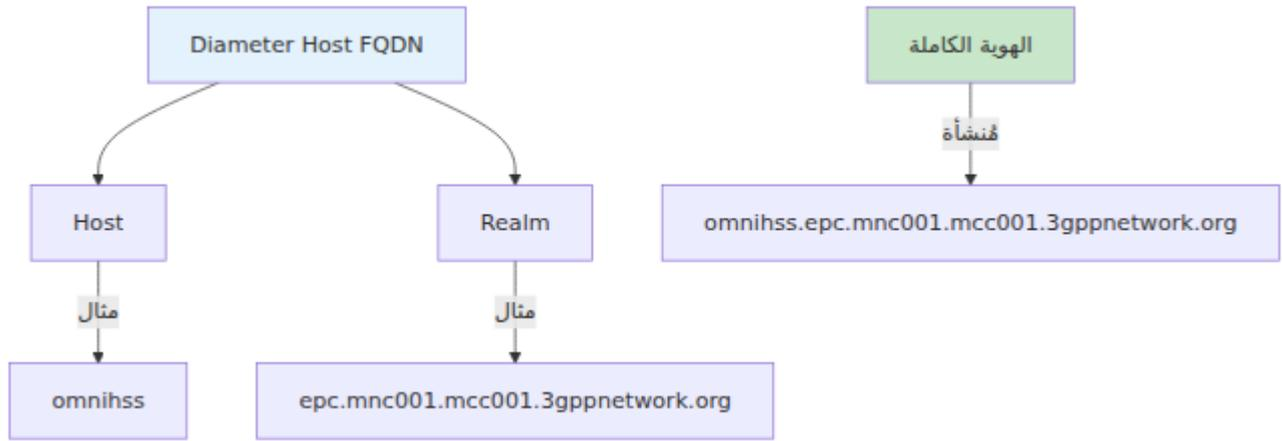 Diameter Host FQDN
الهوية الكاملة
مُنشأة
Host
Realm
omnihss.epc.mnc001.mcc001.3gppnetwork.org
مثال
مثال
omnihss
epc.mnc001.mcc001.3gppnetwork.org